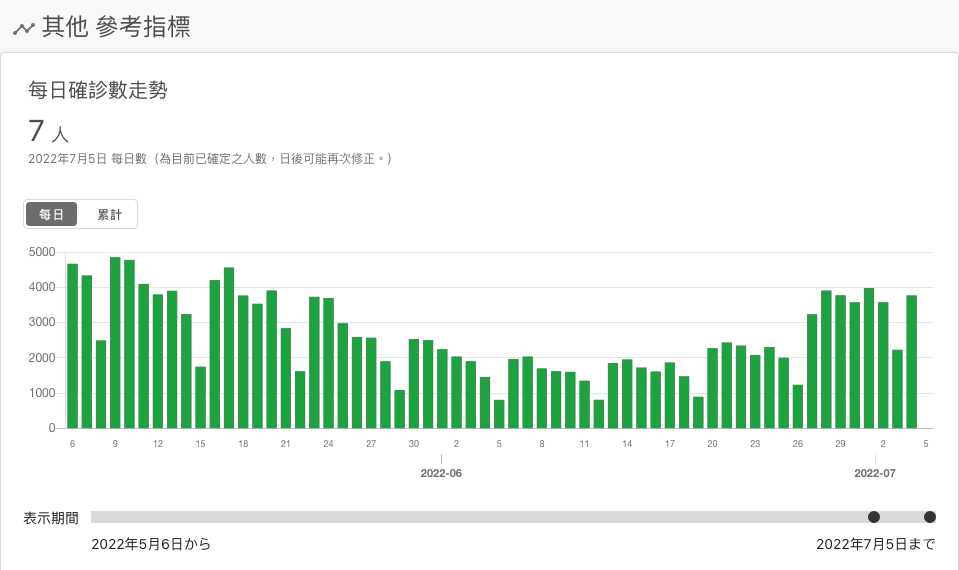 其他 參考指標
每日確診數走勢
7 人
2022年7月5日 每日數（為目前已確定之人數，日後可能再次修正。）
每日 累計
5000
4000
3000
2000
1000
0
6 9 12 15 18 21 24 27 30 2 5 8 11 14 17 20 23 26 29 2 5
2022-06 2022-07
表示期間
2022年5月6日から 2022年7月5日まで